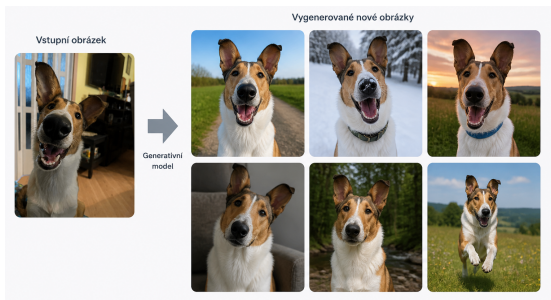 Vstupní obrázek
Vygenerované nové obrázky
Generativní
model